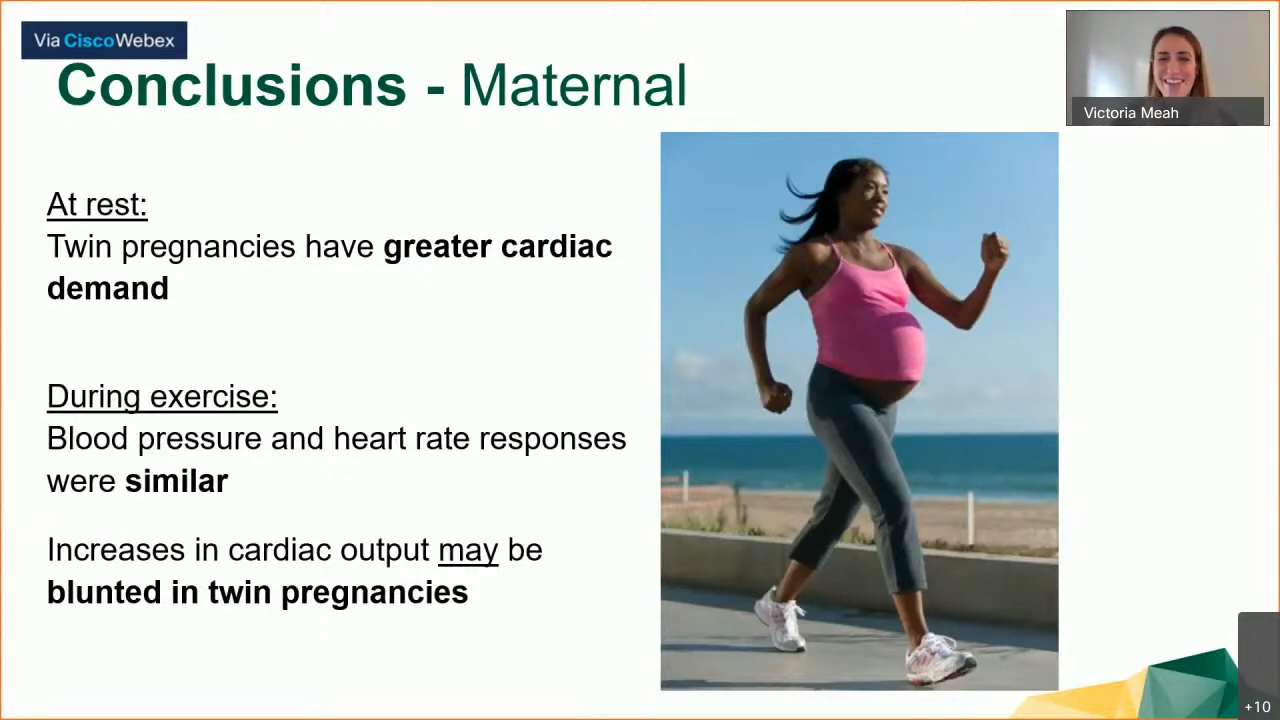 Via CiscoWebex
Conclusions - Maternal
Victoria Meah
At rest:
Twin pregnancies have greater cardiac
demand
During exercise:
Blood pressure and heart rate responses
were similar
Increases in cardiac output may be
blunted in twin pregnancies
+10